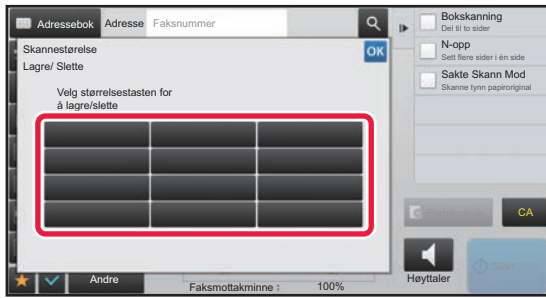 Adressebok Adresse Faksnummer
Skannestørelse
OK
Lagre/ Slette
Velg størrelsestasten for
å lagre/slette
Bokskanning
Del til to sider
N-opp
Sett flere sider i én side
Sakte Skann Mod
Skanne tynn papiroriginal
CA
Høyttaler
Start
Andre
Faksmottakminne : 100%